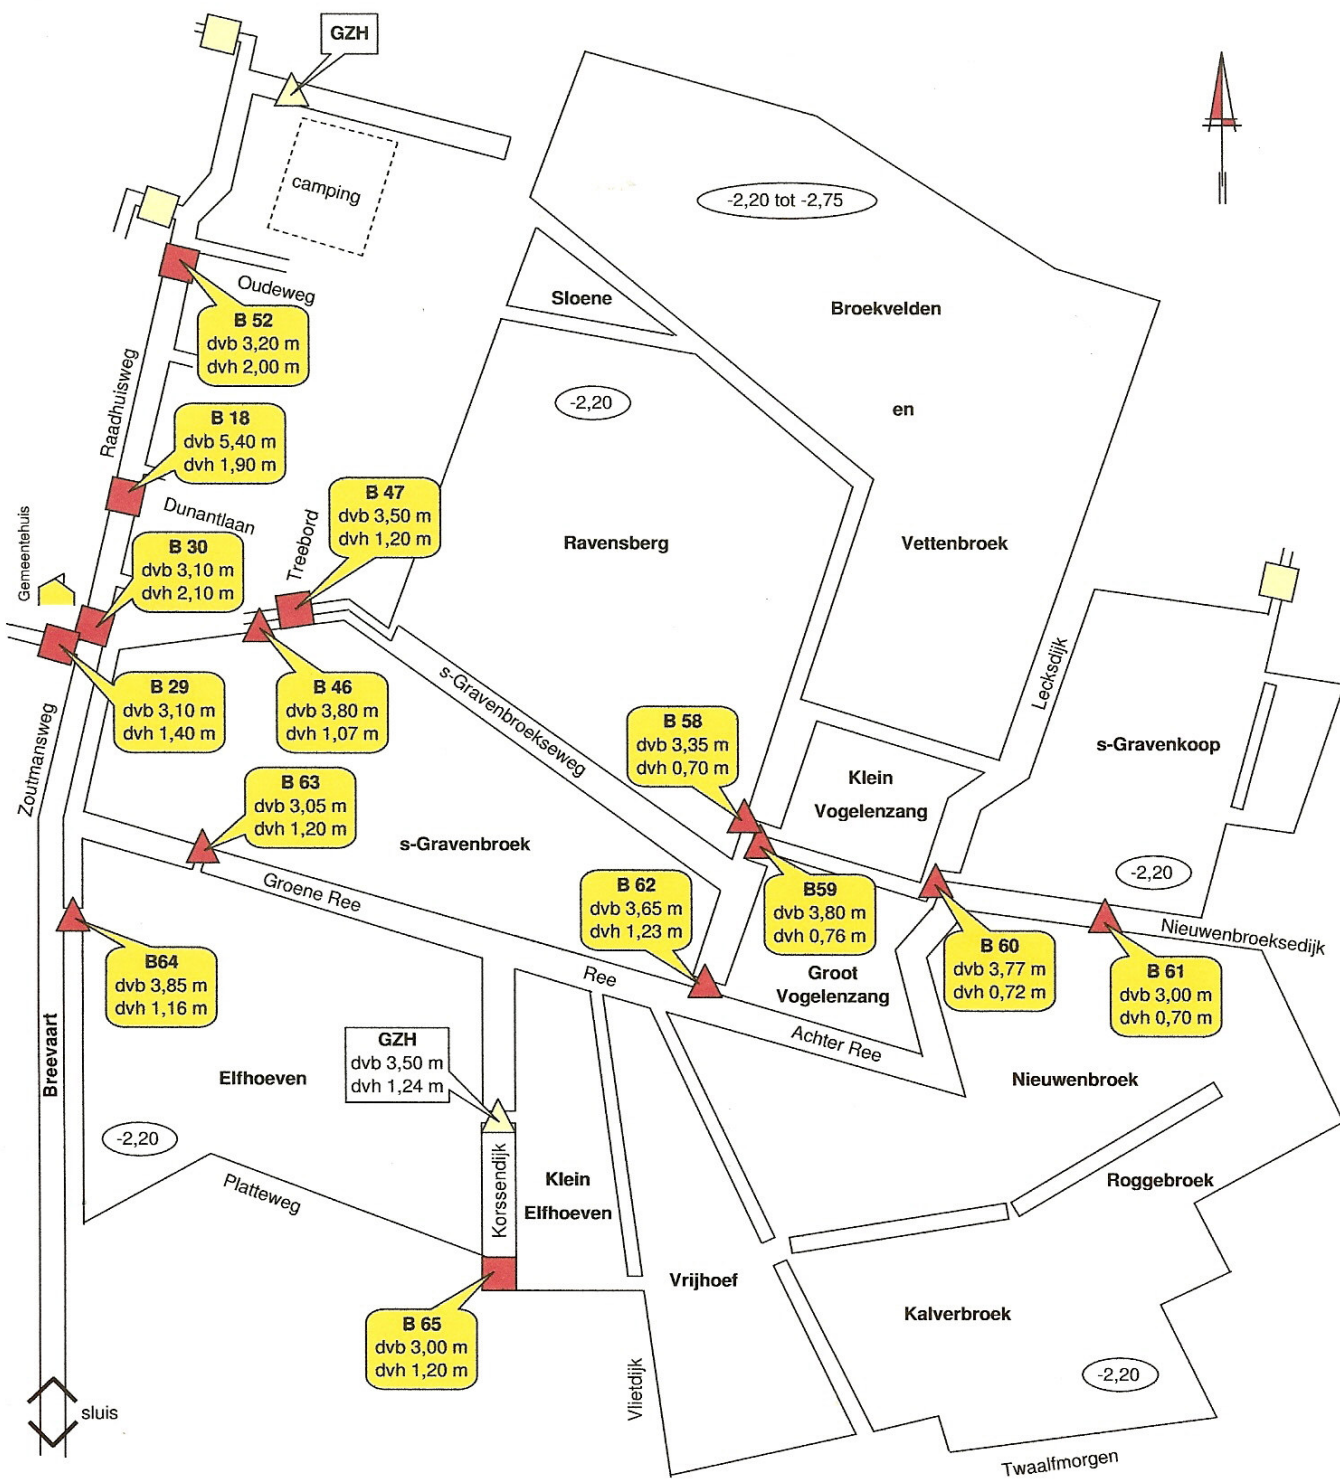 GZH
camping
-2,20 tot -2,75
Oudeweg
Sloene
Broekvelden
B 52
dvb 3,20 m
dvh 2,00 m
Raadhuisweg
-2,20
en
B 18
dvb 5,40 m
dvh 1,90 m
Dunantlaan
B 47
dvb 3,50 m
dvh 1,20 m
Treebord
Ravensberg
Vettenbroek
Gemeentehuis
B 30
dvb 3,10 m
dvh 2,10 m
B 29
dvb 3,10 m
dvh 1,40 m
B 46
dvb 3,80 m
dvh 1,07 m
s-Gravenbroekseweg
Lecksdijk
B 58
dvb 3,35 m
dvh 0,70 m
s-Gravenkoop
Zoutmansweg
Klein
Vogelenzang
B 63
dvb 3,05 m
dvh 1,20 m
s-Gravenbroek
-2,20
Groene Ree
B 62
dvb 3,65 m
dvh 1,23 m
B59
dvb 3,80 m
dvh 0,76 m
Nieuwenbroeksedijk
B 60
dvb 3,77 m
dvh 0,72 m
B 61
dvb 3,00 m
dvh 0,70 m
B64
dvb 3,85 m
dvh 1,16 m
Ree
Groot
Vogelenzang
Achter Ree
GZH
dvb 3,50 m
dvh 1,24 m
Breevaart
Elfhoeven
Nieuwenbroek
-2,20
Platteweg
Korssendijk
Klein
Elfhoeven
Roggebroek
Vrijhoef
Kalverbroek
B 65
dvb 3,00 m
dvh 1,20 m
-2,20
Vlietdijk
sluis
Twaalfmorgen